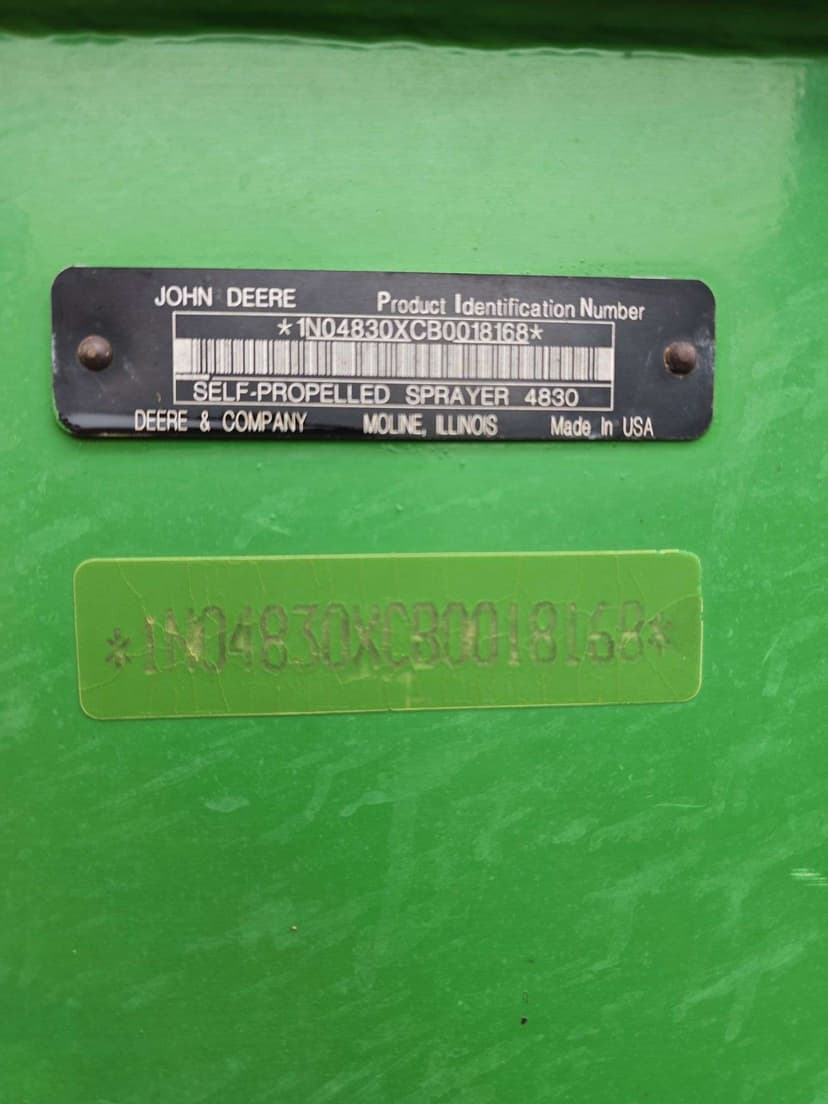 JOHN DEERE Product Identification Number
*1N04830XCB0018168*
SELF-PROPELLED SPRAYER 4830
DEERE & COMPANY MOLINE, ILLINOIS Made In USA
*1N04830XCB0018168*